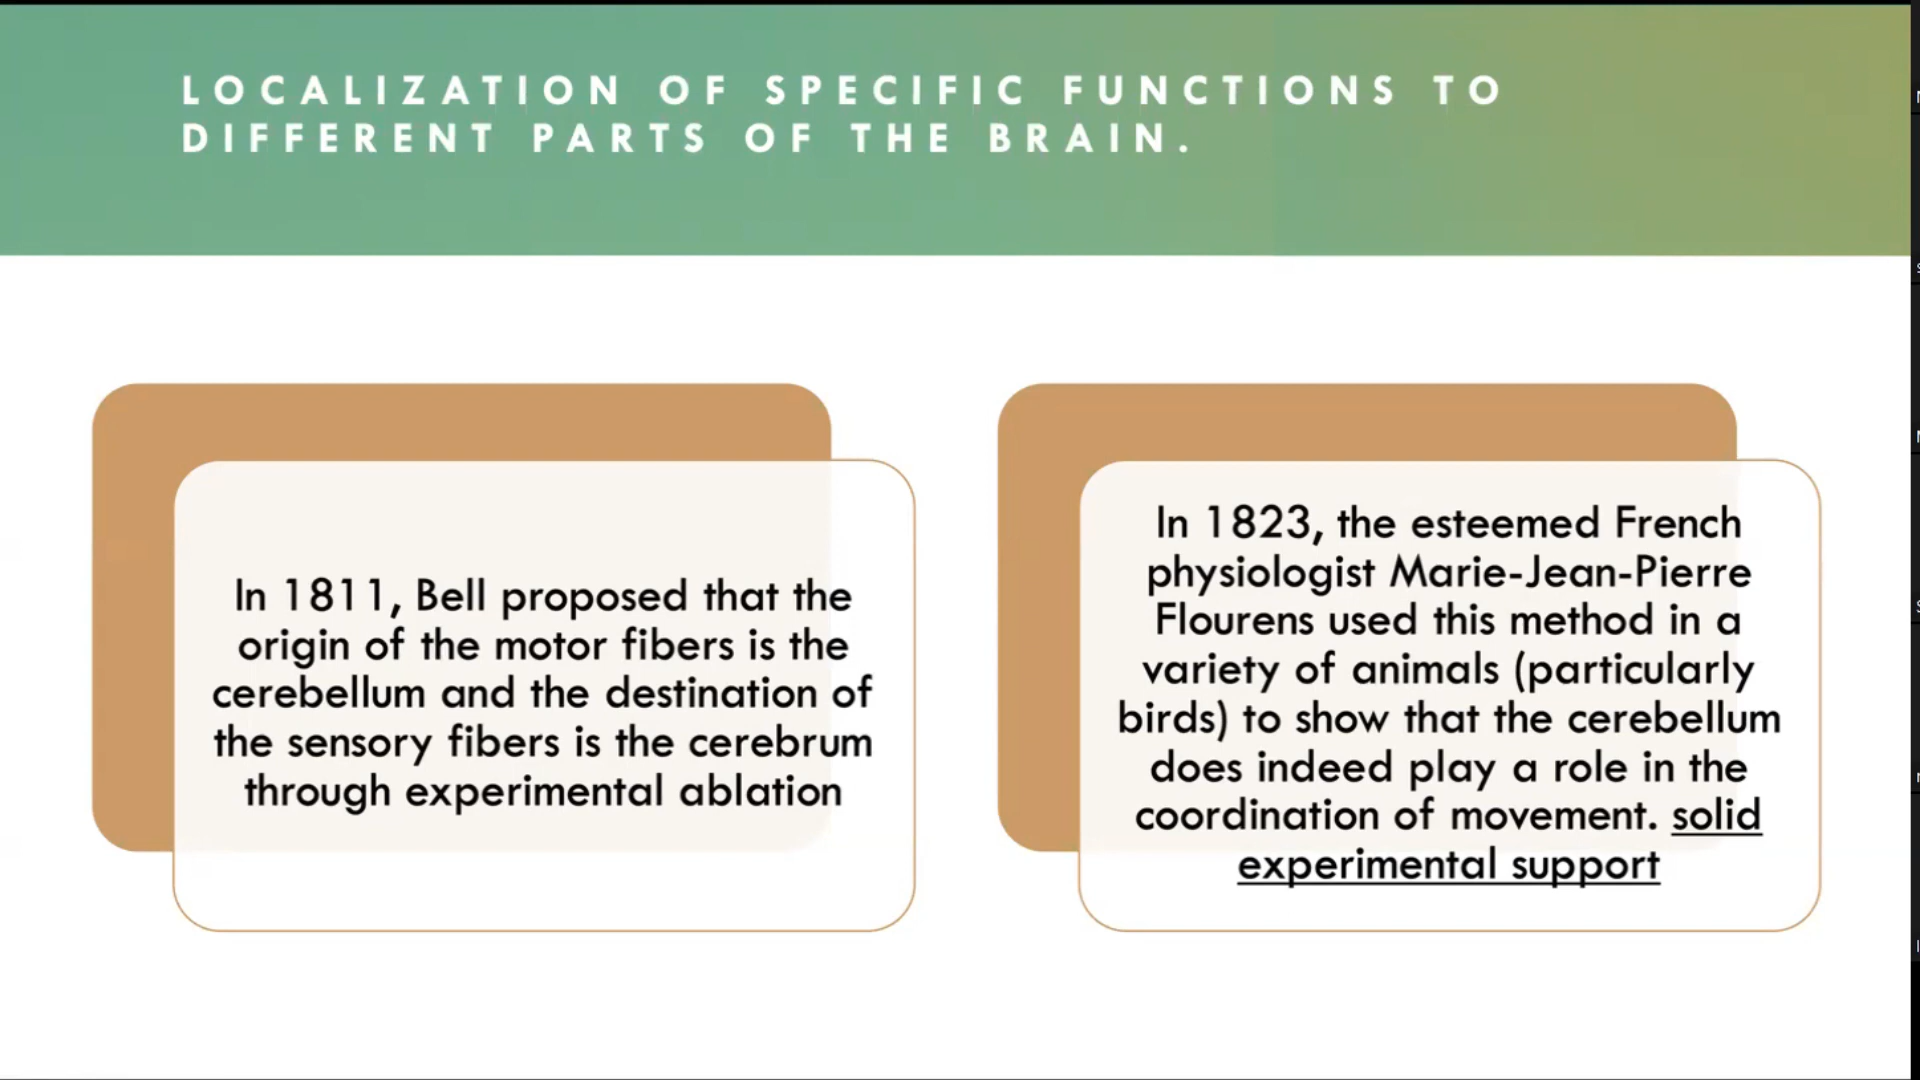 LOCALIZATION OF SPECIFIC FUNCTIONS TO
DIFFERENT PARTS OF THE BRAIN.
In 1811, Bell proposed that the
origin of the motor fibers is the
cerebellum and the destination of
the sensory fibers is the cerebrum
through experimental ablation
In 1823, the esteemed French
physiologist Marie-Jean-Pierre
Flourens used this method in a
variety of animals (particularly
birds) to show that the cerebellum
does indeed play a role in the
coordination of movement. solid
experimental support